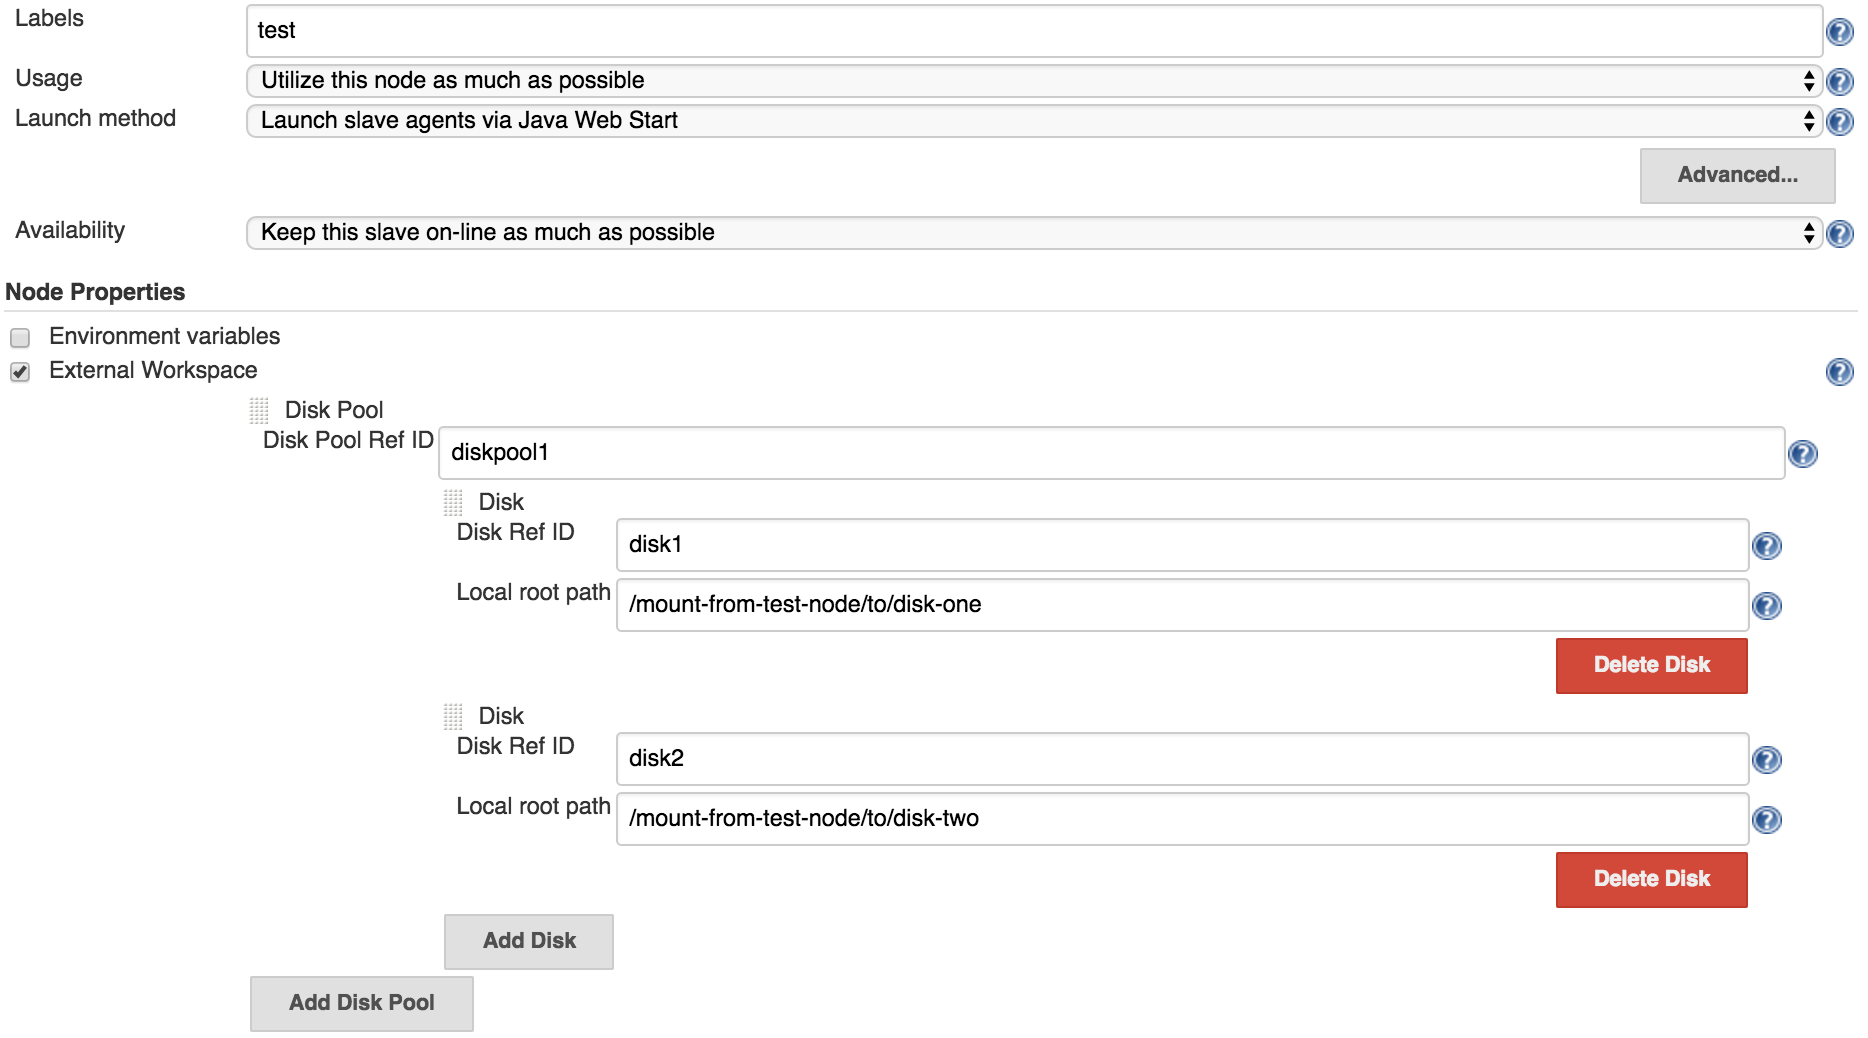 Labels
test
Usage
Utilize this node as much as possible
Launch method
Launch slave agents via Java Web Start
Advanced...
Availability
Keep this slave on-line as much as possible
Node Properties
Environment variables
External Workspace
Disk Pool
Disk Pool Ref ID
diskpool1
Disk
Disk Ref ID
disk1
Local root path
/mount-from-test-node/to/disk-one
Delete Disk
Disk
Disk Ref ID
disk2
Local root path
/mount-from-test-node/to/disk-two
Delete Disk
Add Disk
Add Disk Pool